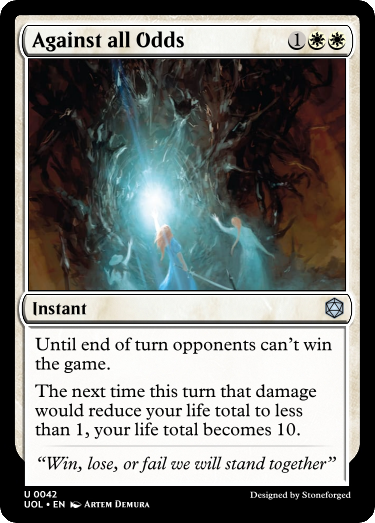 Against all Odds 1
Instant
Until end of turn opponents can't win
the game.
The next time this turn that damage
would reduce your life total to less
than 1, your life total becomes 10.
“Win, lose, or fail we will stand together”
U 0042
Designed by Stoneforged
UOL • EN Artem Demura